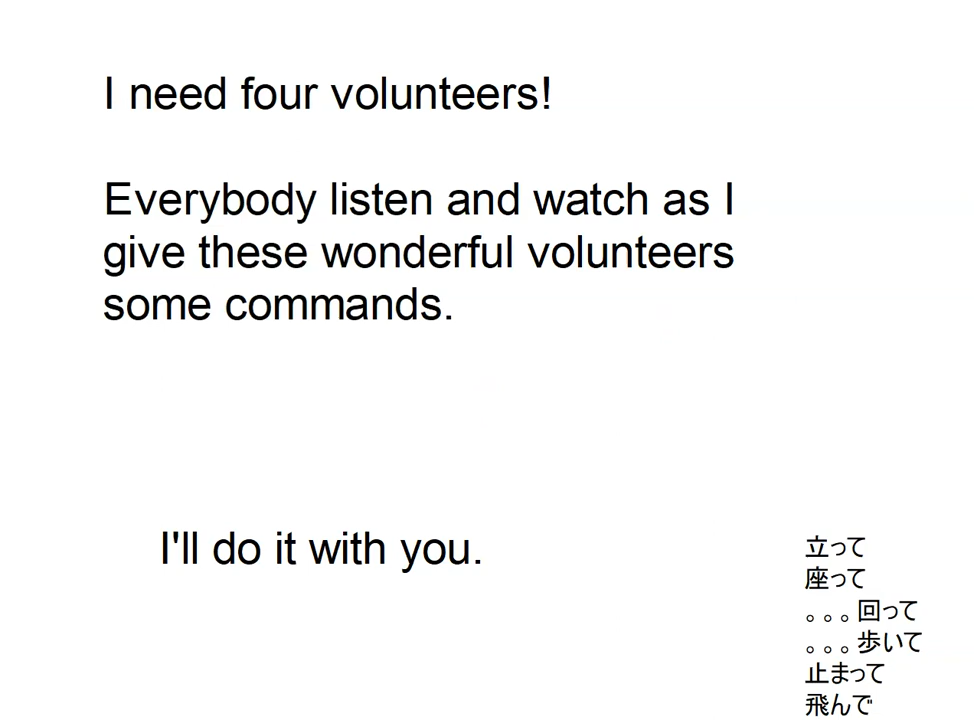 I need four volunteers!
Everybody listen and watch as I
give these wonderful volunteers
some commands.
I'll do it with you.
立って
座って
。。。回って
。。。歩いて
止まって
飛んで